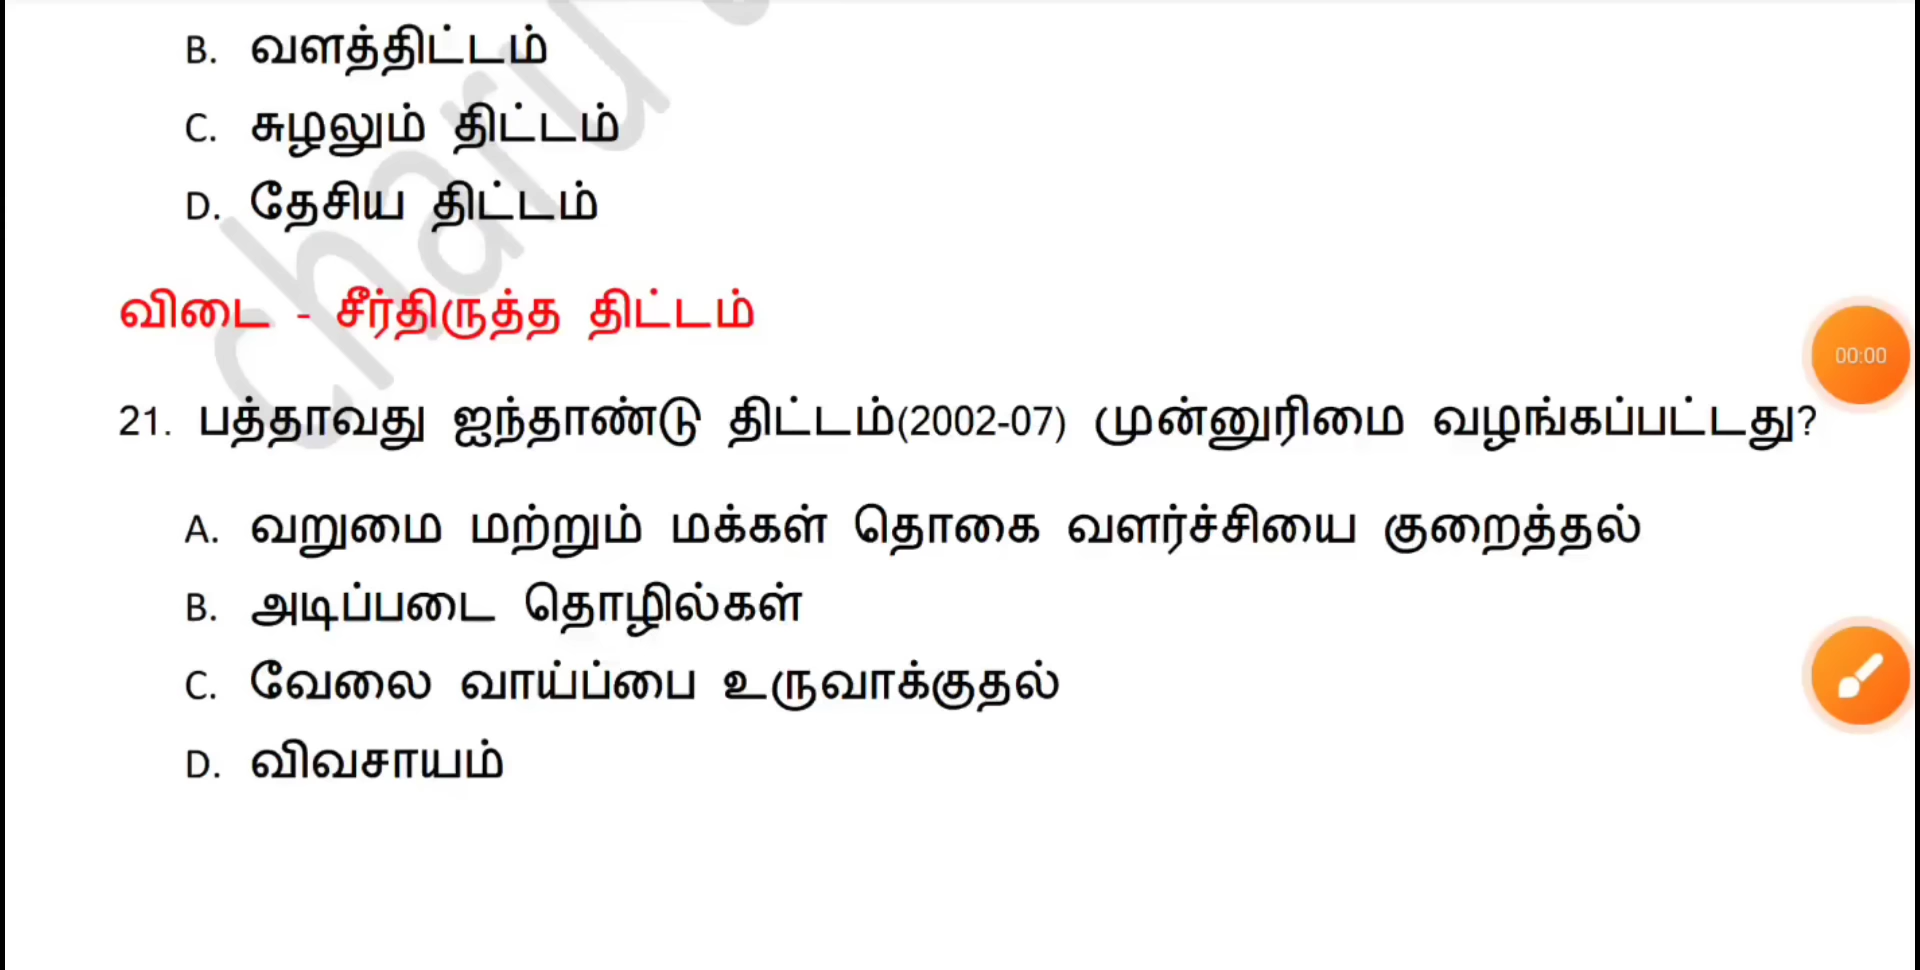 B. வளத்திட்டம்
C. சுழலும் திட்டம்
D. தேசிய திட்டம்
விடை - சீர்திருத்த திட்டம்
21. பத்தாவது ஐந்தாண்டு திட்டம்(2002-07) முன்னுரிமை வழங்கப்பட்டது?
A. வறுமை மற்றும் மக்கள் தொகை வளர்ச்சியை குறைத்தல்
B. அடிப்படை தொழில்கள்
C. வேலை வாய்ப்பை உருவாக்குதல்
D. விவசாயம்
00:00